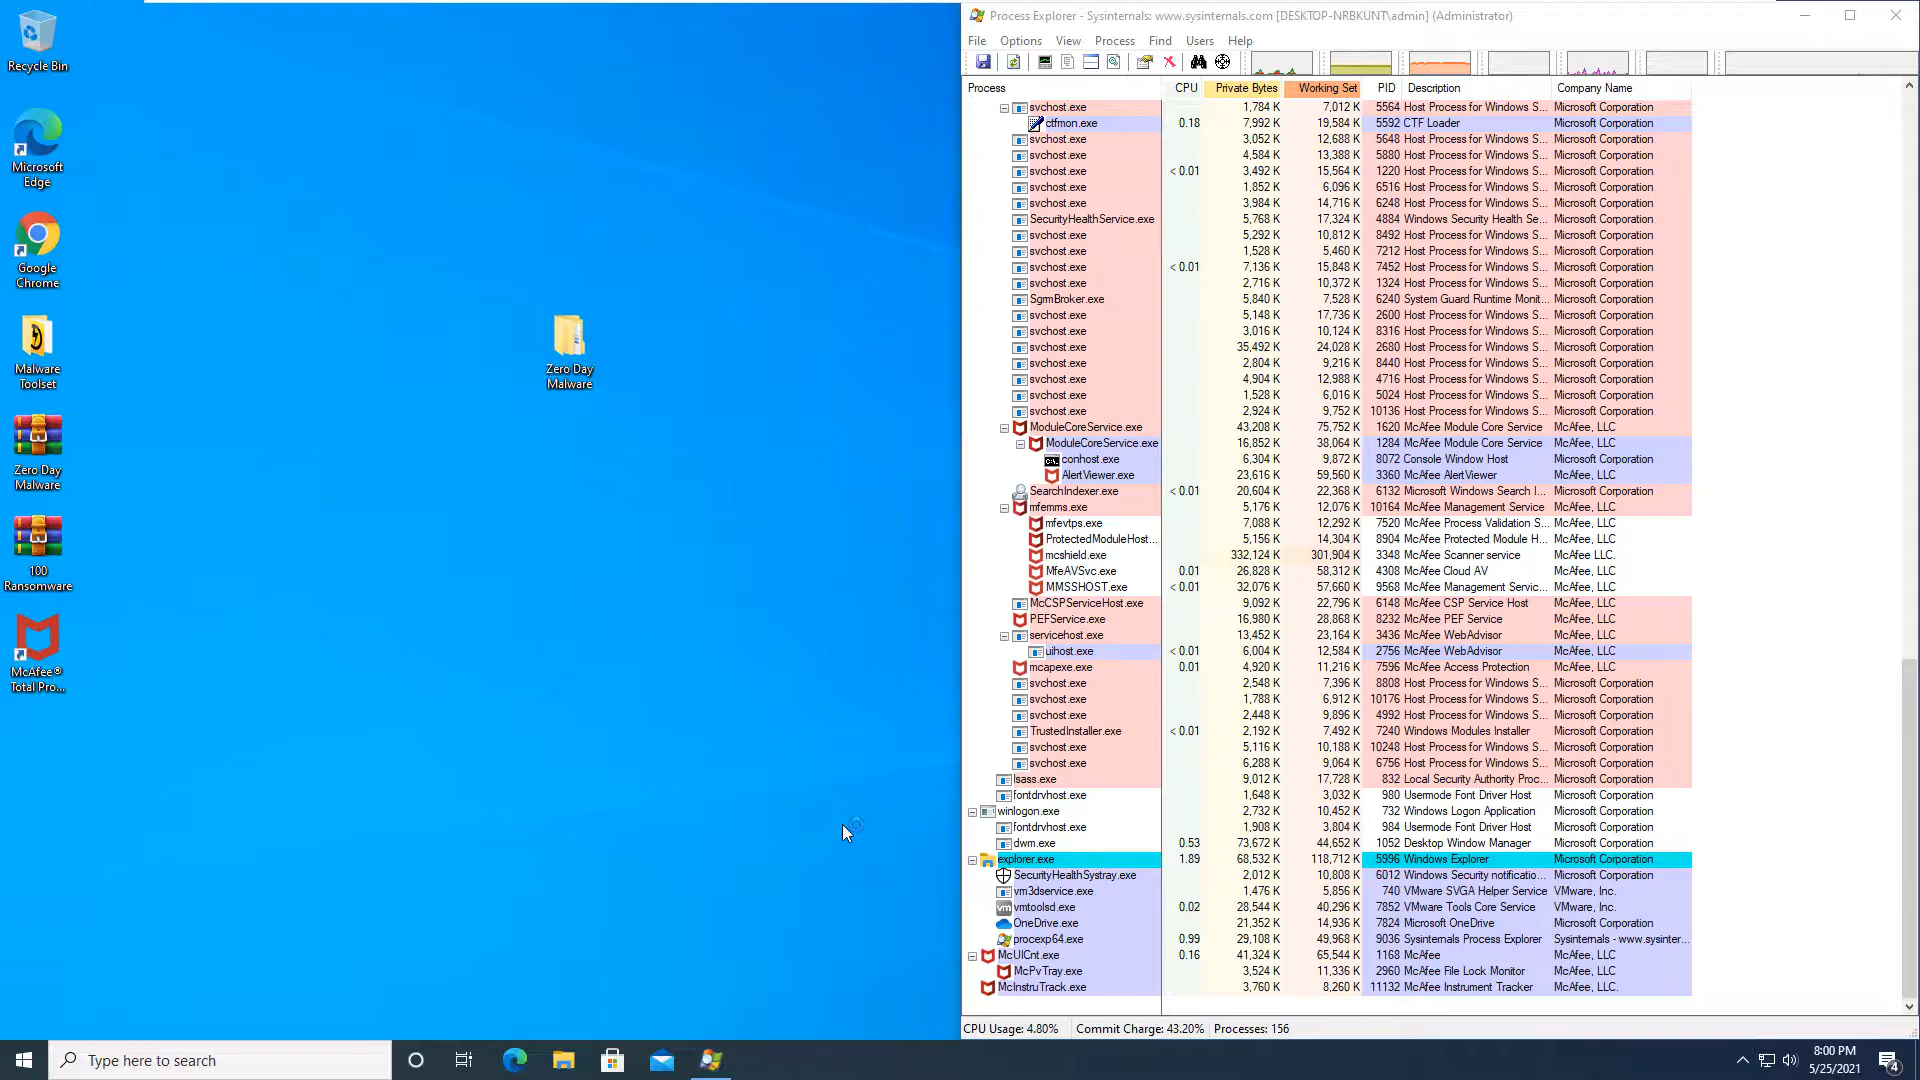 Recycle Bin
Microsoft
Edge
Google
Chrome
Malware
Toolset
Zero Day
Malware
100
Ransomware
McAfee®
Total Pro...
Zero Day
Malware
Process Explorer - Sysinternals: www.sysinternals.com [DESKTOP-NRBKUNT\admin] (Administrator)
File Options View Process Find Users Help
Process CPU Private Bytes Working Set PID Description Company Name
svchost.exe 1,784 K 7,012 K 5564 Host Process for Windows S... Microsoft Corporation
ctfmon.exe 0.18 7,992 K 19,584 K 5592 CTF Loader Microsoft Corporation
svchost.exe 3,052 K 12,688 K 5648 Host Process for Windows S... Microsoft Corporation
svchost.exe 4,584 K 13,388 K 5880 Host Process for Windows S... Microsoft Corporation
svchost.exe < 0.01 3,492 K 15,564 K 1220 Host Process for Windows S... Microsoft Corporation
svchost.exe 1,852 K 6,096 K 6516 Host Process for Windows S... Microsoft Corporation
svchost.exe 3,984 K 14,716 K 6248 Host Process for Windows S... Microsoft Corporation
SecurityHealthService.exe 5,768 K 17,324 K 4884 Windows Security Health Se... Microsoft Corporation
svchost.exe 5,292 K 10,812 K 8492 Host Process for Windows S... Microsoft Corporation
svchost.exe 1,528 K 5,460 K 7212 Host Process for Windows S... Microsoft Corporation
svchost.exe < 0.01 7,136 K 15,848 K 7452 Host Process for Windows S... Microsoft Corporation
svchost.exe 2,716 K 10,372 K 1324 Host Process for Windows S... Microsoft Corporation
SgrmBroker.exe 5,840 K 7,528 K 6240 System Guard Runtime Monit... Microsoft Corporation
svchost.exe 5,148 K 17,736 K 2600 Host Process for Windows S... Microsoft Corporation
svchost.exe 3,016 K 10,124 K 8316 Host Process for Windows S... Microsoft Corporation
svchost.exe 35,492 K 24,028 K 2680 Host Process for Windows S... Microsoft Corporation
svchost.exe 2,804 K 9,216 K 8440 Host Process for Windows S... Microsoft Corporation
svchost.exe 4,904 K 12,988 K 4716 Host Process for Windows S... Microsoft Corporation
svchost.exe 1,528 K 6,016 K 5024 Host Process for Windows S... Microsoft Corporation
svchost.exe 2,924 K 9,752 K 10136 Host Process for Windows S... Microsoft Corporation
ModuleCoreService.exe 43,208 K 75,752 K 1620 McAfee Module Core Service McAfee, LLC
ModuleCoreService.exe 16,852 K 38,064 K 1284 McAfee Module Core Service McAfee, LLC
conhost.exe 6,304 K 9,872 K 8072 Console Window Host Microsoft Corporation
AlertViewer.exe 23,616 K 59,560 K 3360 McAfee AlertViewer McAfee, LLC
SearchIndexer.exe < 0.01 20,604 K 22,368 K 6132 Microsoft Windows Search I... Microsoft Corporation
mfemms.exe 5,176 K 12,076 K 10164 McAfee Management Service McAfee, LLC
mfevtps.exe 7,088 K 12,292 K 7520 McAfee Process Validation S... McAfee, LLC
ProtectedModuleHost... 5,156 K 14,304 K 8904 McAfee Protected Module H... McAfee, LLC
mcshield.exe 332,124 K 301,904 K 3348 McAfee Scanner service McAfee LLC.
MfeAVSvc.exe 0.01 26,828 K 58,312 K 4308 McAfee Cloud AV McAfee, LLC
MMSSHOST.exe < 0.01 32,076 K 57,660 K 9568 McAfee Management Servic... McAfee, LLC
McCSPServiceHost.exe 9,092 K 22,796 K 6148 McAfee CSP Service Host McAfee, LLC
PEFService.exe 16,980 K 28,868 K 8232 McAfee PEF Service McAfee, LLC
servicehost.exe 13,452 K 23,164 K 3436 McAfee WebAdvisor McAfee, LLC
uihost.exe < 0.01 6,004 K 12,584 K 2756 McAfee WebAdvisor McAfee, LLC
mcapexe.exe 0.01 4,920 K 11,216 K 7596 McAfee Access Protection McAfee, LLC
svchost.exe 2,548 K 7,396 K 8808 Host Process for Windows S... Microsoft Corporation
svchost.exe 1,788 K 6,912 K 10176 Host Process for Windows S... Microsoft Corporation
svchost.exe 2,448 K 9,896 K 4992 Host Process for Windows S... Microsoft Corporation
TrustedInstaller.exe < 0.01 2,192 K 7,492 K 7240 Windows Modules Installer Microsoft Corporation
svchost.exe 5,116 K 10,188 K 10248 Host Process for Windows S... Microsoft Corporation
svchost.exe 6,288 K 9,064 K 6756 Host Process for Windows S... Microsoft Corporation
lsass.exe 9,012 K 17,728 K 832 Local Security Authority Proc... Microsoft Corporation
fontdrvhost.exe 1,648 K 3,032 K 980 Usermode Font Driver Host Microsoft Corporation
winlogon.exe 2,732 K 10,452 K 732 Windows Logon Application Microsoft Corporation
fontdrvhost.exe 1,908 K 3,804 K 984 Usermode Font Driver Host Microsoft Corporation
dwm.exe 0.53 73,672 K 44,652 K 1052 Desktop Window Manager Microsoft Corporation
explorer.exe 1.89 68,532 K 118,712 K 5996 Windows Explorer Microsoft Corporation
SecurityHealthSystray.exe 2,012 K 10,808 K 6012 Windows Security notificatio... Microsoft Corporation
vm3dservice.exe 1,476 K 5,856 K 740 VMware SVGA Helper Service VMware, Inc.
vmtoolsd.exe 0.02 28,544 K 40,296 K 7852 VMware Tools Core Service VMware, Inc.
OneDrive.exe 21,352 K 14,936 K 7824 Microsoft OneDrive Microsoft Corporation
procexp64.exe 0.99 29,108 K 49,968 K 9036 Sysinternals Process Explorer Sysinternals - www.sysinter...
McUICnt.exe 0.16 41,324 K 65,544 K 1168 McAfee McAfee, LLC
McPvTray.exe 3,524 K 11,336 K 2960 McAfee File Lock Monitor McAfee, LLC
McInstruTrack.exe 3,760 K 8,260 K 11132 McAfee Instrument Tracker McAfee, LLC.
CPU Usage: 4.80% Commit Charge: 43.20% Processes: 156
Type here to search
8:00 PM
5/25/2021
4